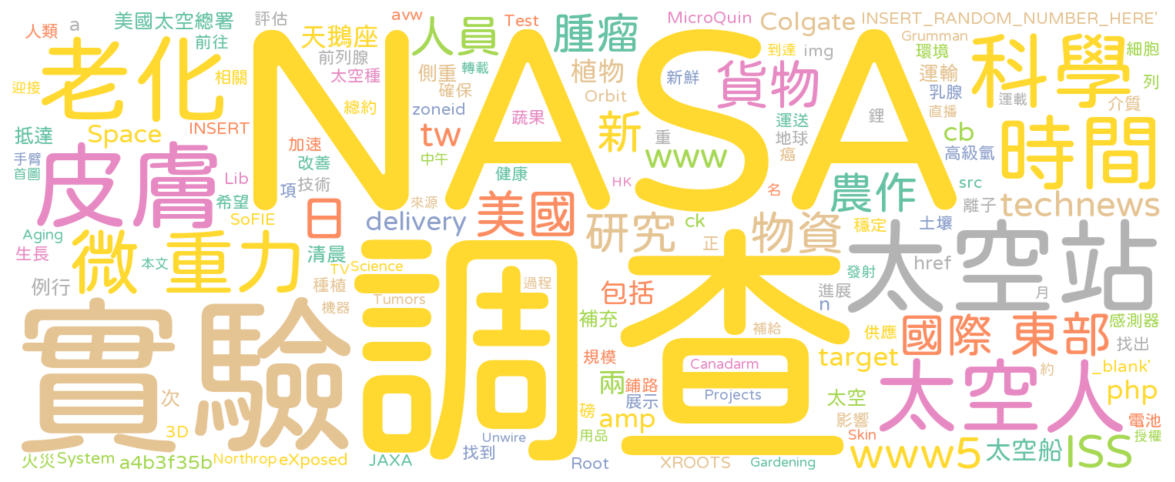 人類 a 美國太空總署 評估 avw Test MicroQuin Colgate INSERT_RANDOM_NUMBER_HERE'
前往 天鵝座 人員 腫瘤 到達 img Grumman 環境 細胞
老化 NASA 科學
迎接 相關 太空種 前列腺 側重 轉載 植物 新鮮 貨物 運輸 乳腺 列
INSERT 總約 確保 zoneid Orbit 蔬果 運送 鋰 直播 運載 介質
抵達 Space 加速 tw 新 地球 cb 時間
手臂 改善 中午 www 癌 高級氫
首圖 皮膚 Lib 項 技術 健康 HK 名 農作 src
希望 SoFIE 日 來源 美國 離子 technews
Aging delivery 研究 ck 正 物資 穩定 土壤
生長 微 重力 清晨 太空站
本文 TV Science 過程 發射 href
例行 種植 Tumors 包括 進展 月
實驗 機器 調查 補充 補給 n 供應 國際 東部 感測器
規模 Canadarm target 找出
兩 鋪路 太空 約 _blank'
次 展示 Projects 太空人 php
3D 磅 amp 影響 電池
火災 System a4b3f35b Northrop eXposed JAXA 找到 Unwire 用品 Root XROOTS Gardening Skin www5 太空船 ISS 授權
重